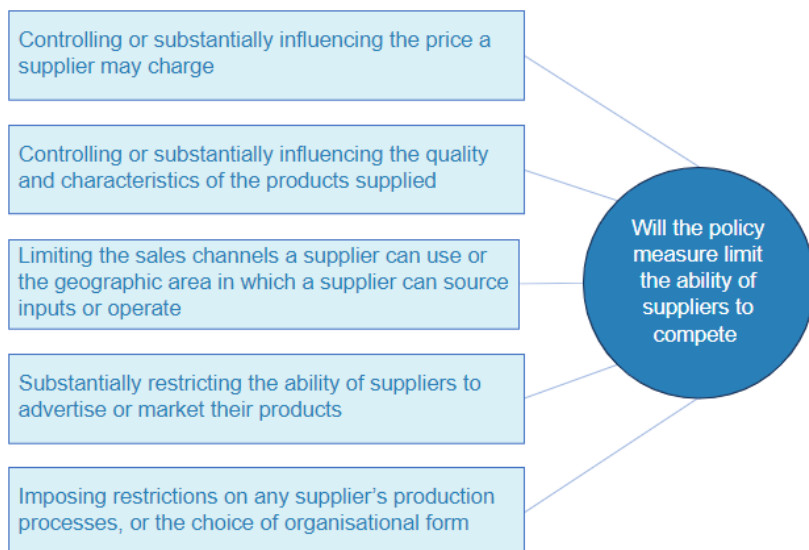 Controlling or substantially influencing the price a
supplier may charge
Controlling or substantially influencing the quality
and characteristics of the products supplied
Limiting the sales channels a supplier can use or
the geographic area in which a supplier can source
inputs or operate
Substantially restricting the ability of suppliers to
advertise or market their products
Imposing restrictions on any supplier's production
processes, or the choice of organisational form
Will the policy
measure limit
the ability of
suppliers to
compete